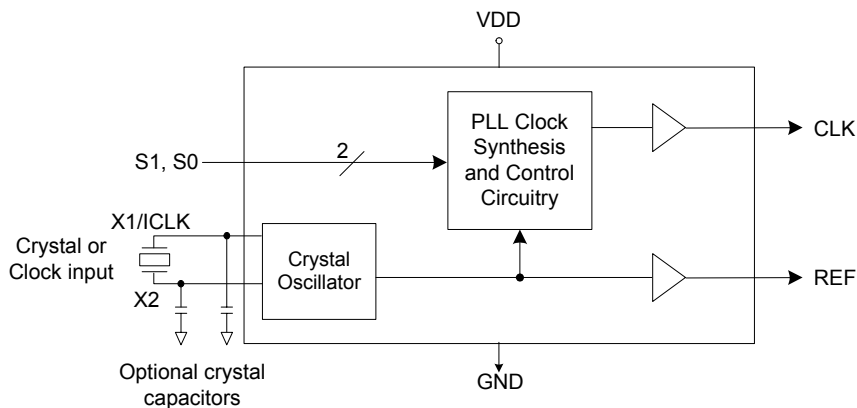 VDD
PLL Clock
Synthesis
and Control
Circuitry
CLK
2
S1, S0
X1/ICLK
Crystal or
Clock input
X2
Crystal
Oscillator
REF
Optional crystal
capacitors
GND